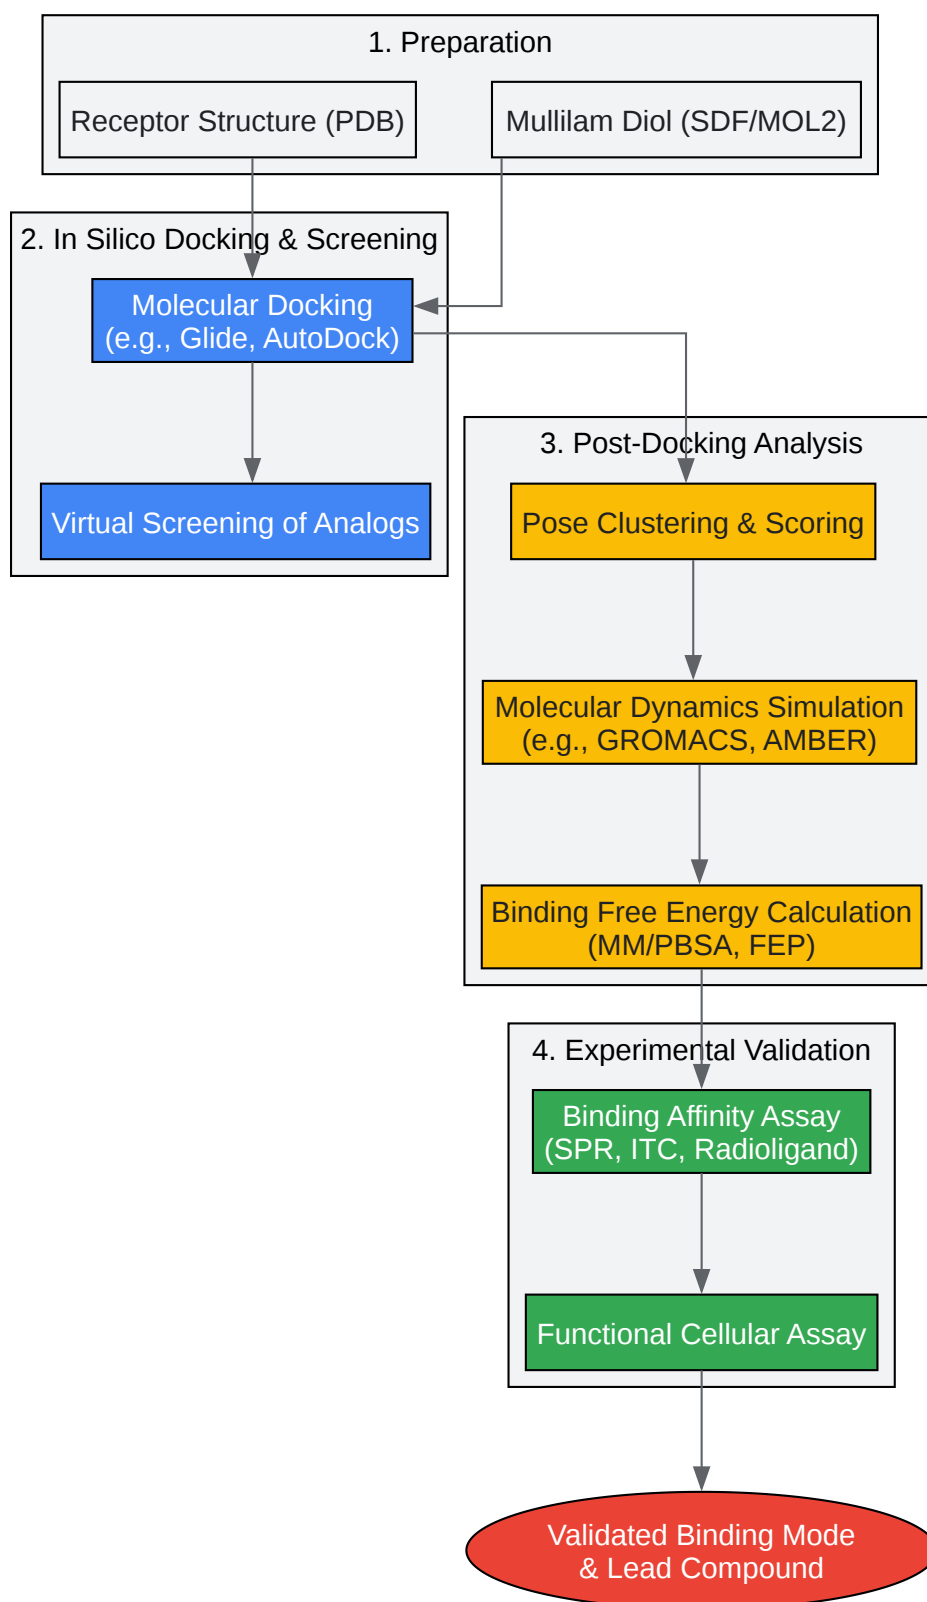 1. Preparation
Receptor Structure (PDB)
Mullilam Diol (SDF/MOL2)
2. In Silico Docking & Screening
Molecular Docking
(e.g., Glide, AutoDock)
Virtual Screening of Analogs
3. Post-Docking Analysis
Pose Clustering & Scoring
Molecular Dynamics Simulation
(e.g., GROMACS, AMBER)
Binding Free Energy Calculation
(MM/PBSA, FEP)
4. Experimental Validation
Binding Affinity Assay
(SPR, ITC, Radioligand)
Functional Cellular Assay
Validated Binding Mode
& Lead Compound